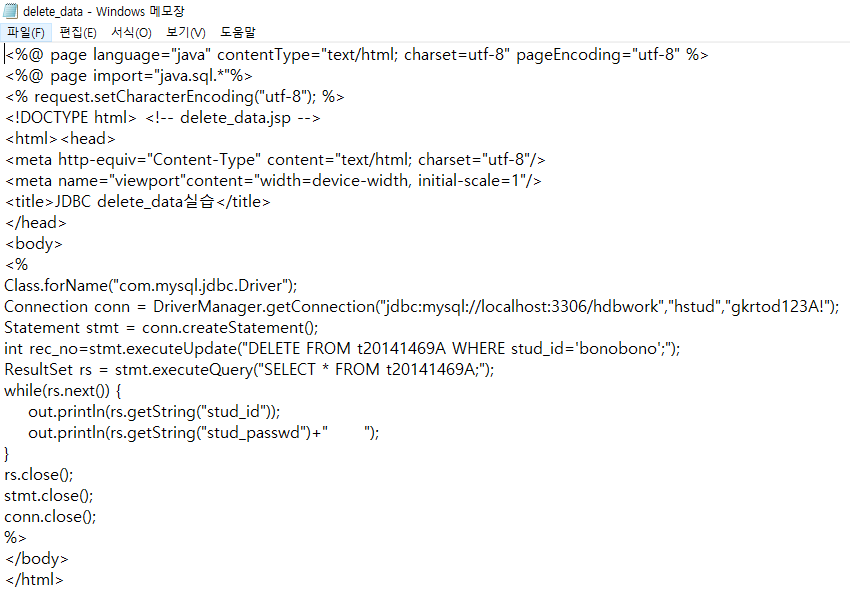 delete_data - Windows 메모장
파일(F) 편집(E) 서식(O) 보기(V) 도움말
<%@ page language="java" contentType="text/html; charset=utf-8" pageEncoding="utf-8" %>
<%@ page import="java.sql.*"%>
<% request.setCharacterEncoding("utf-8"); %>
<!DOCTYPE html> <!-- delete_data.jsp -->
<html><head>
<meta http-equiv="Content-Type" content="text/html; charset="utf-8"/>
<meta name="viewport"content="width=device-width, initial-scale=1"/>
<title>JDBC delete_data실습</title>
</head>
<body>
<%
Class.forName("com.mysql.jdbc.Driver");
Connection conn = DriverManager.getConnection("jdbc:mysql://localhost:3306/hdbwork","hstud","gkrtod123A!");
Statement stmt = conn.createStatement();
int rec_no=stmt.executeUpdate("DELETE FROM t20141469A WHERE stud_id='bonobono';");
ResultSet rs = stmt.executeQuery("SELECT * FROM t20141469A;");
while(rs.next()) {
    out.println(rs.getString("stud_id"));
    out.println(rs.getString("stud_passwd")+"       ");
}
rs.close();
stmt.close();
conn.close();
%>
</body>
</html>